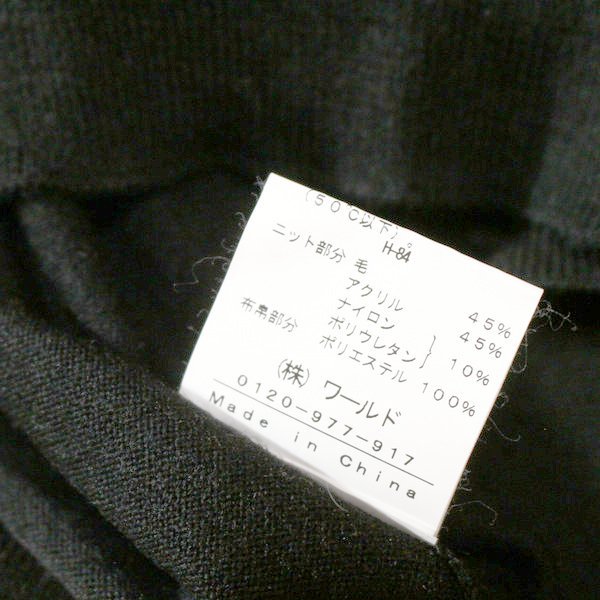 (50℃以下)。
H-84
ニット部分 毛 45%
アクリル 45%
ナイロン } 10%
ポリウレタン }
布帛部分 ポリエステル 100%
(株) ワールド
0120-977-917
Made in China